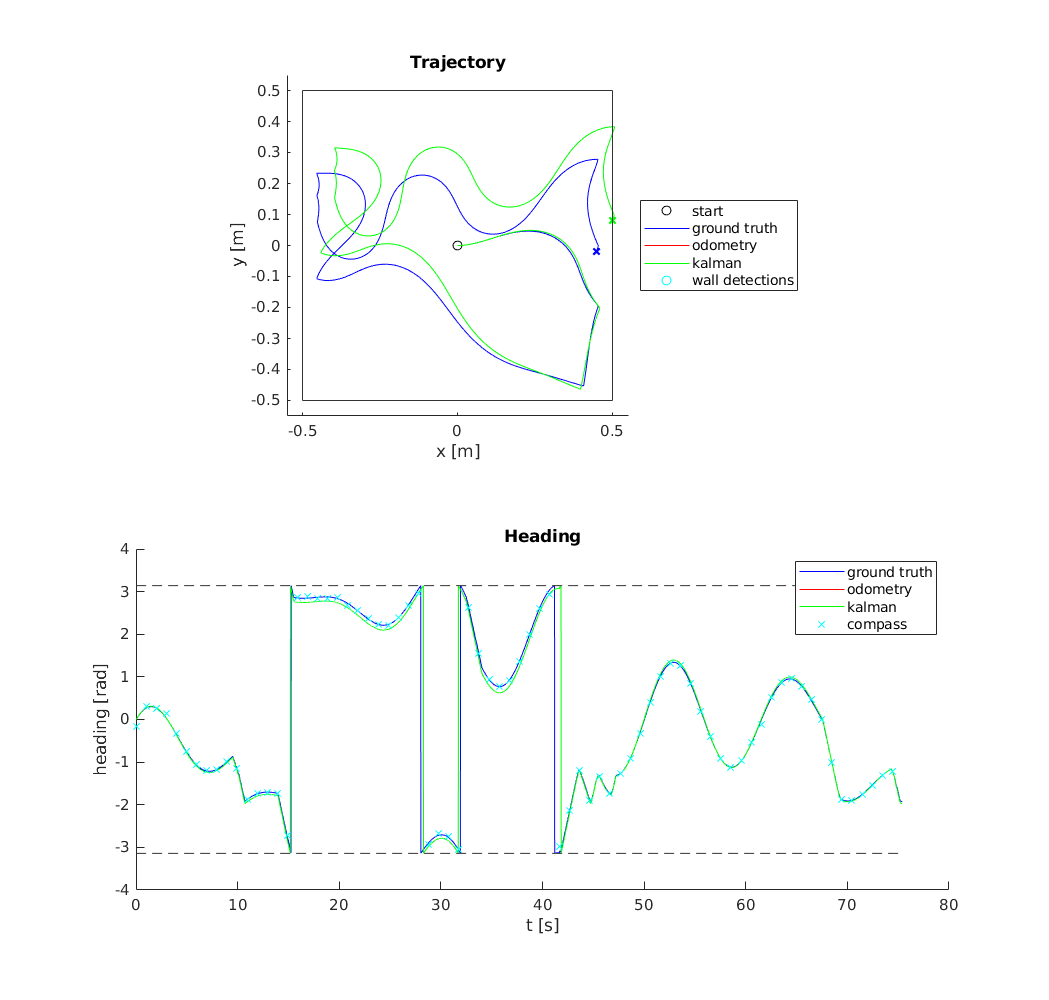 Trajectory
0.5
0.4
0.3
0.2
0.1
0
-0.1
-0.2
-0.3
-0.4
-0.5
y [m]
-0.5 0 0.5
x [m]
start
ground truth
odometry
kalman
wall detections
Heading
4
3
2
1
0
-1
-2
-3
-4
heading [rad]
0 10 20 30 40 50 60 70 80
t [s]
ground truth
odometry
kalman
compass